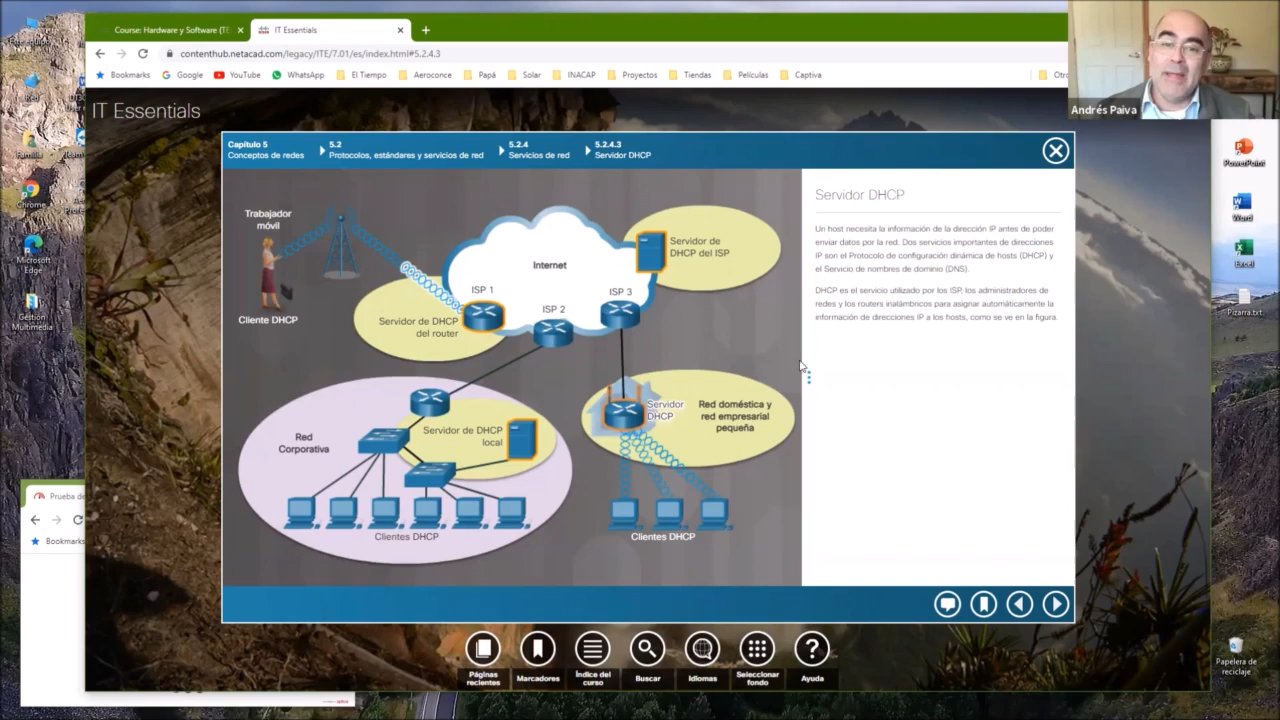 Course: Hardware y Software (TI
IT Essentials
contenthub.netacad.com/legacy/ITE/7.01/es/index.html#5.2.4.3
Bookmarks Google YouTube WhatsApp El Tiempo Aeroconce Papá Solar INACAP Proyectos Tiendas Películas Captiva
Andrés Paiva
IT Essentials
Capítulo 5
Conceptos de redes
5.2
Protocolos, estándares y servicios de red
5.2.4
Servicios de red
5.2.4.3
Servidor DHCP
Trabajador
móvil
Cliente DHCP
Internet
ISP 1
ISP 2
ISP 3
Servidor de
DHCP del ISP
Servidor de DHCP
del router
Red
Corporativa
Servidor de DHCP
local
Clientes DHCP
Servidor
DHCP
Red doméstica y
red empresarial
pequeña
Clientes DHCP
Servidor DHCP
Un host necesita la información de la dirección IP antes de poder
enviar datos por la red. Dos servicios importantes de direcciones
IP son el Protocolo de configuración dinámica de hosts (DHCP) y
el Servicio de nombres de dominio (DNS).
DHCP es el servicio utilizado por los ISP, los administradores de
redes y los routers inalámbricos para asignar automáticamente la
información de direcciones IP a los hosts, como se ve en la figura.
Páginas
recientes
Marcadores
Índice del
curso
Buscar
Idiomas
Seleccionar
fondo
Ayuda
Red
Familia
Chrome
Microsoft
Edge
Gestión
Multimedia
Prueba de
Bookmarks
PowerPoint
Word
Excel
Pizarra.txt
Papelera de
reciclaje